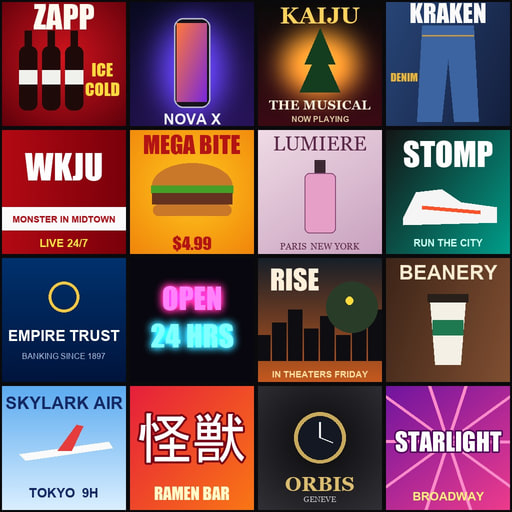 ZAPP
ICE
COLD
NOVA X
KAIJU
THE MUSICAL
NOW PLAYING
KRAKEN
DENIM
WKJU
MONSTER IN MIDTOWN
LIVE 24/7
MEGA BITE
$4.99
LUMIERE
PARIS NEW YORK
STOMP
RUN THE CITY
EMPIRE TRUST
BANKING SINCE 1897
OPEN
24 HRS
RISE
IN THEATERS FRIDAY
BEANERY
SKYLARK AIR
TOKYO 9H
怪獣
RAMEN BAR
ORBIS
GENEVE
STARLIGHT
BROADWAY